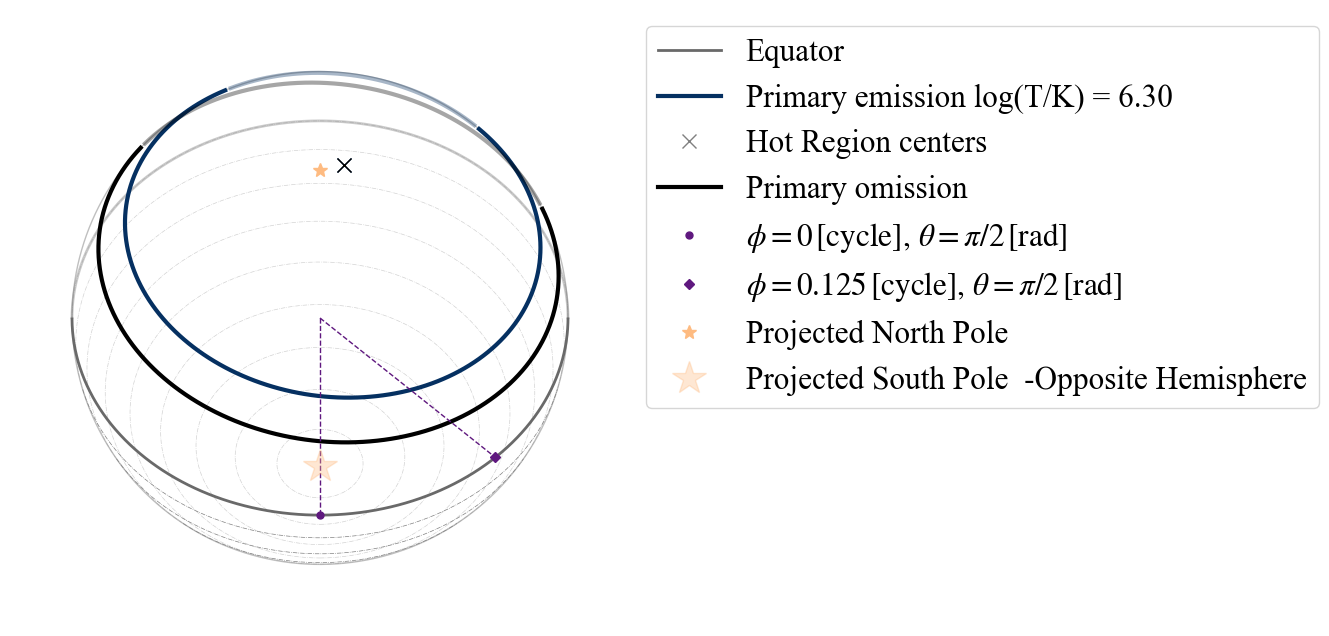 Equator
Primary emission log(T/K) = 6.30
Hot Region centers
Primary omission
ϕ = 0 [cycle], θ = π/2 [rad]
ϕ = 0.125 [cycle], θ = π/2 [rad]
Projected North Pole
Projected South Pole  -Opposite Hemisphere